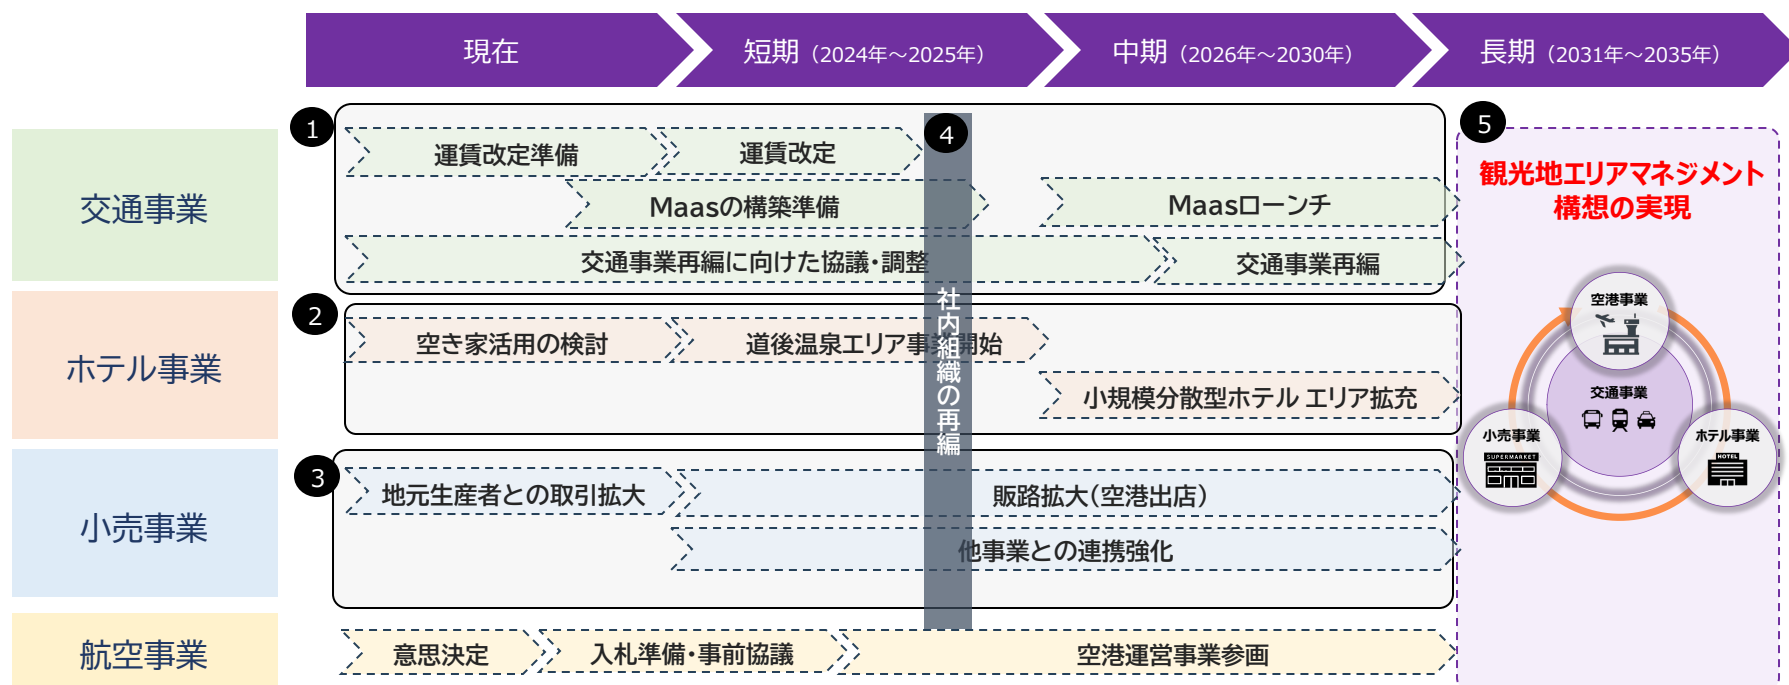 現在
短期（2024年～2025年）
中期（2026年～2030年）
長期（2031年～2035年）
1
交通事業
運賃改定準備
運賃改定
Maasの構築準備
Maasローンチ
交通事業再編に向けた協議・調整
交通事業再編
2
ホテル事業
空き家活用の検討
道後温泉エリア事業開始
小規模分散型ホテル エリア拡充
3
小売事業
地元生産者との取引拡大
販路拡大（空港出店）
他事業との連携強化
航空事業
意思決定
入札準備・事前協議
空港運営事業参画
4
社内組織の再編
5
観光地エリアマネジメント
構想の実現
空港事業
交通事業
小売事業
SUPERMARKET
ホテル事業
HOTEL